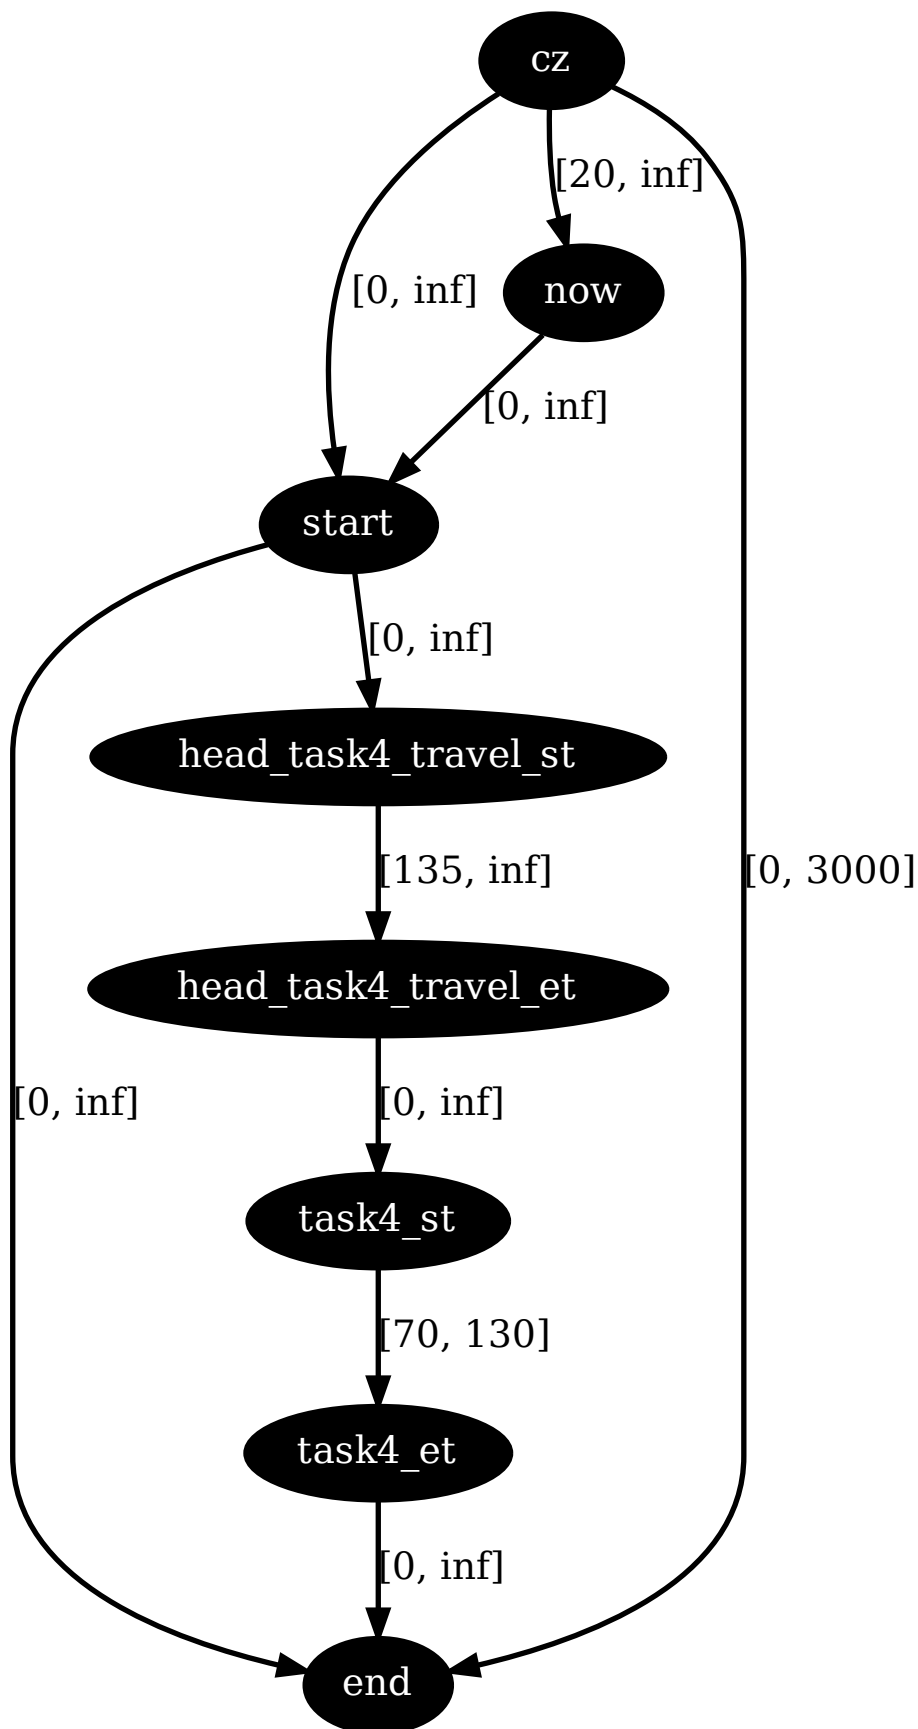 cz
[20, inf]
[0, inf]
now
[0, inf]
start
[0, inf]
head_task4_travel_st
[135, inf]
[0, 3000]
head_task4_travel_et
[0, inf]
[0, inf]
task4_st
[70, 130]
task4_et
[0, inf]
end